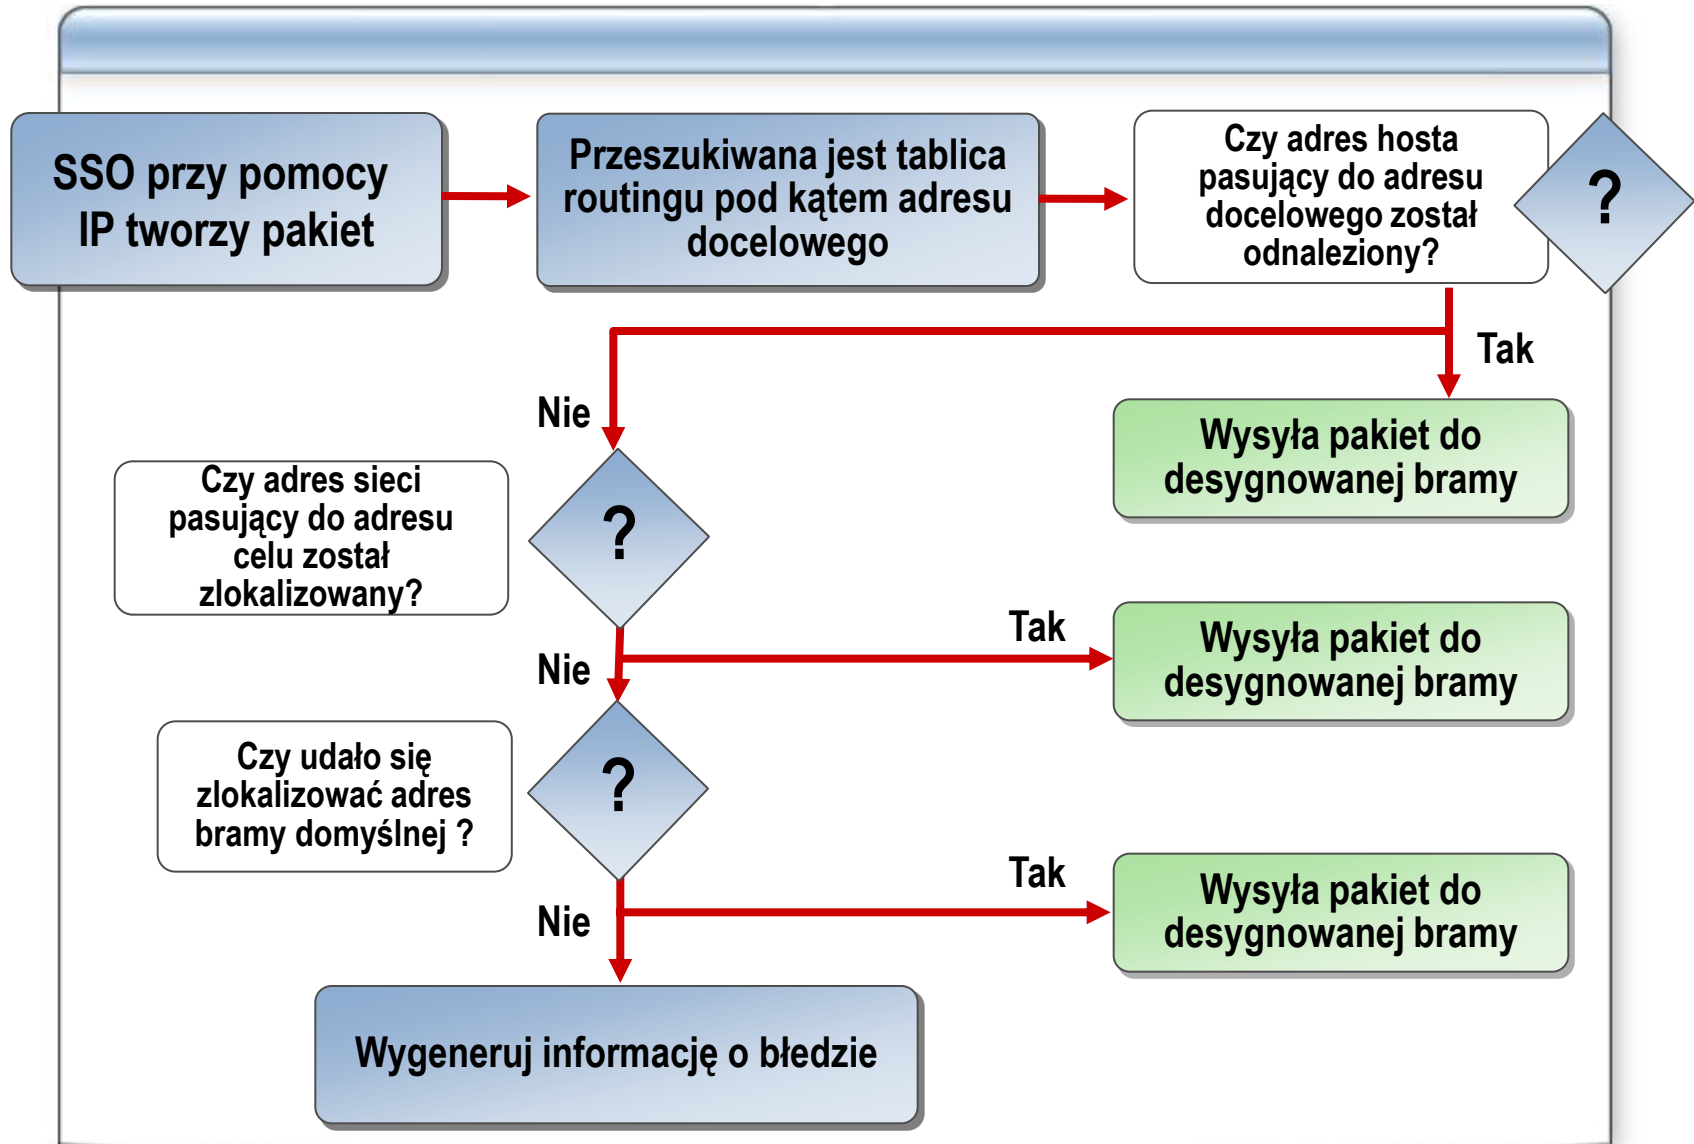 SSO przy pomocy
IP tworzy pakiet
Przeszukiwana jest tablica
routingu pod kątem adresu
docelowego
Czy adres hosta
pasujący do adresu
docelowego został
odnaleziony?
?
Tak
Nie
Wysyła pakiet do
desygnowanej bramy
Czy adres sieci
pasujący do adresu
celu został
zlokalizowany?
?
Tak
Nie
Wysyła pakiet do
desygnowanej bramy
Czy udało się
zlokalizować adres
bramy domyślnej ?
?
Tak
Nie
Wysyła pakiet do
desygnowanej bramy
Wygeneruj informację o błedzie